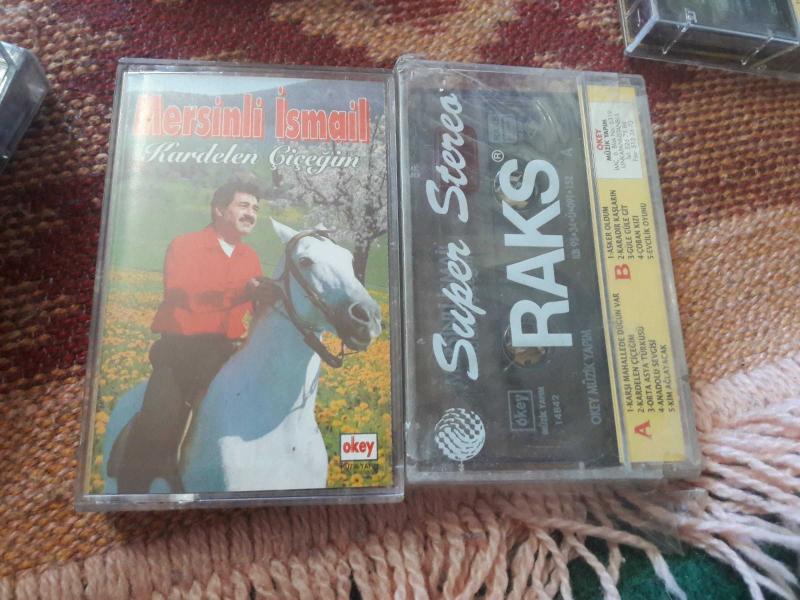 Mersinli İsmail
Kardelen Çiçeğim
okey
Super Stereo
RAKS®
A
okey
MÜZİK YAPIM
1482
OKEY MÜZİK YAPIM
OKEY
MÜZİK YAPIM
A
1-KARŞI MAHALLEDE DÜĞÜN VAR
2-KARDELEN ÇİÇEĞİM
3-ORTA ASYA TÜRKÜSÜ
4-ANADOLU SEVGİSİ
5-KİM AĞLAYACAK
B
1-ASKER OLDUM
2-KARADIR KAŞLARIN
3-GÜLE GÜLE GİT
4-ÇOBAN KIZI
5-EVCİLİK OYUNU